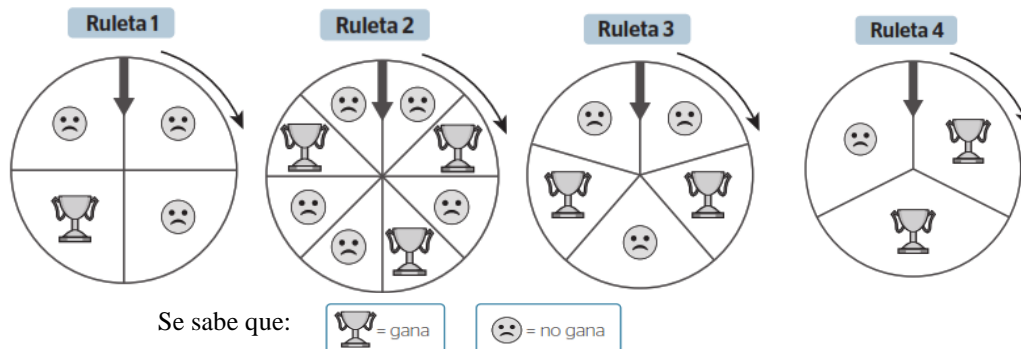 Ruleta 1
Ruleta 2
Ruleta 3
Ruleta 4
Se sabe que:
= gana
= no gana